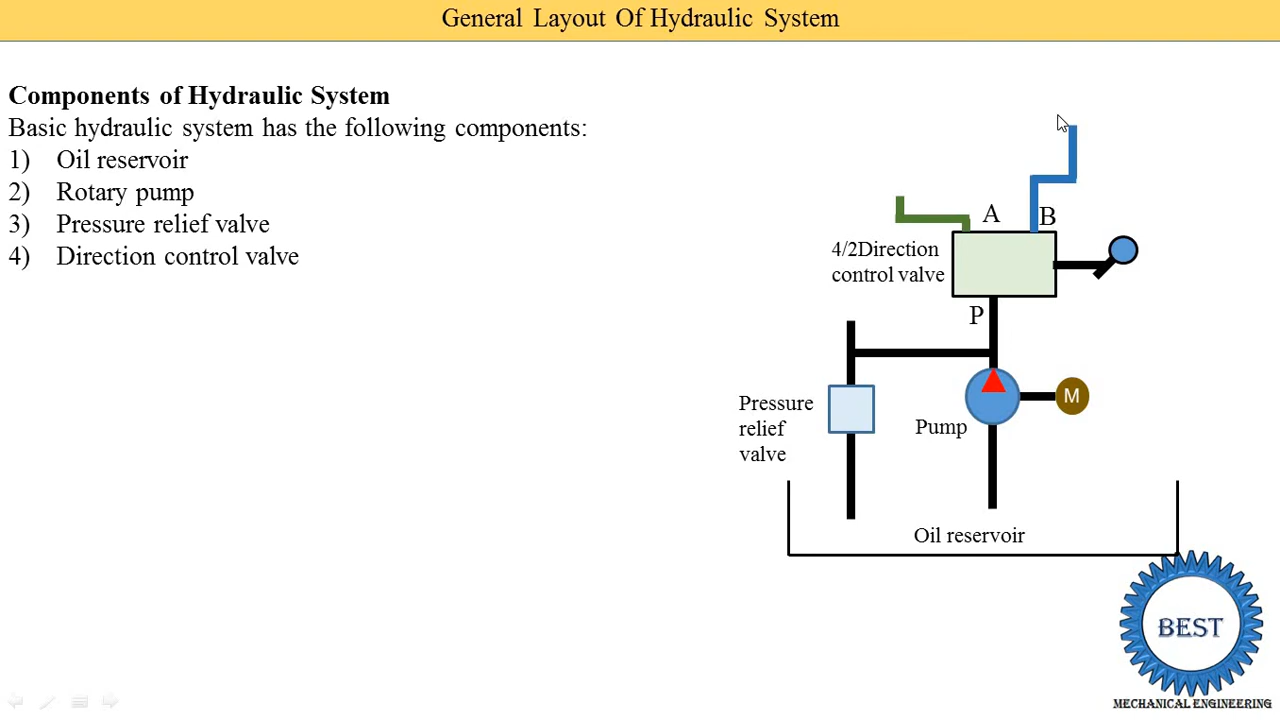 General Layout Of Hydraulic System
Components of Hydraulic System
Basic hydraulic system has the following components:
1) Oil reservoir
2) Rotary pump
3) Pressure relief valve
4) Direction control valve
A
B
4/2Direction
control valve
P
Pressure
relief
valve
Pump
M
Oil reservoir
BEST
MECHANICAL ENGINEERING